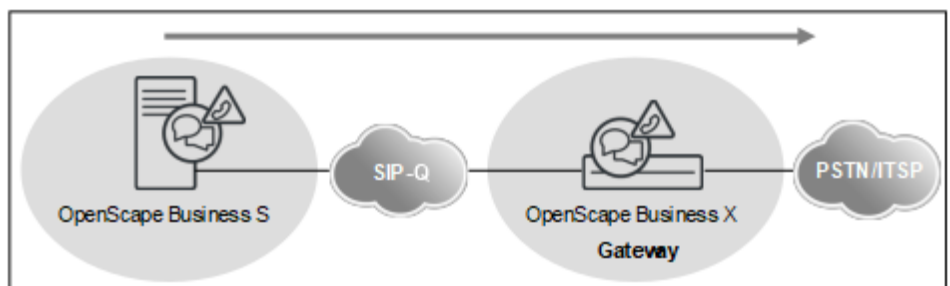 SIP-Q
PSTN/ITSP
OpenScape Business S
OpenScape Business X
Gateway